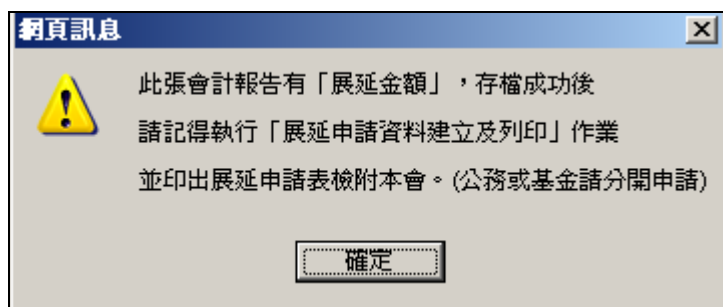 網頁訊息
此張會計報告有「展延金額」，存檔成功後
請記得執行「展延申請資料建立及列印」作業
並印出展延申請表檢附本會。(公務或基金請分開申請)
確定